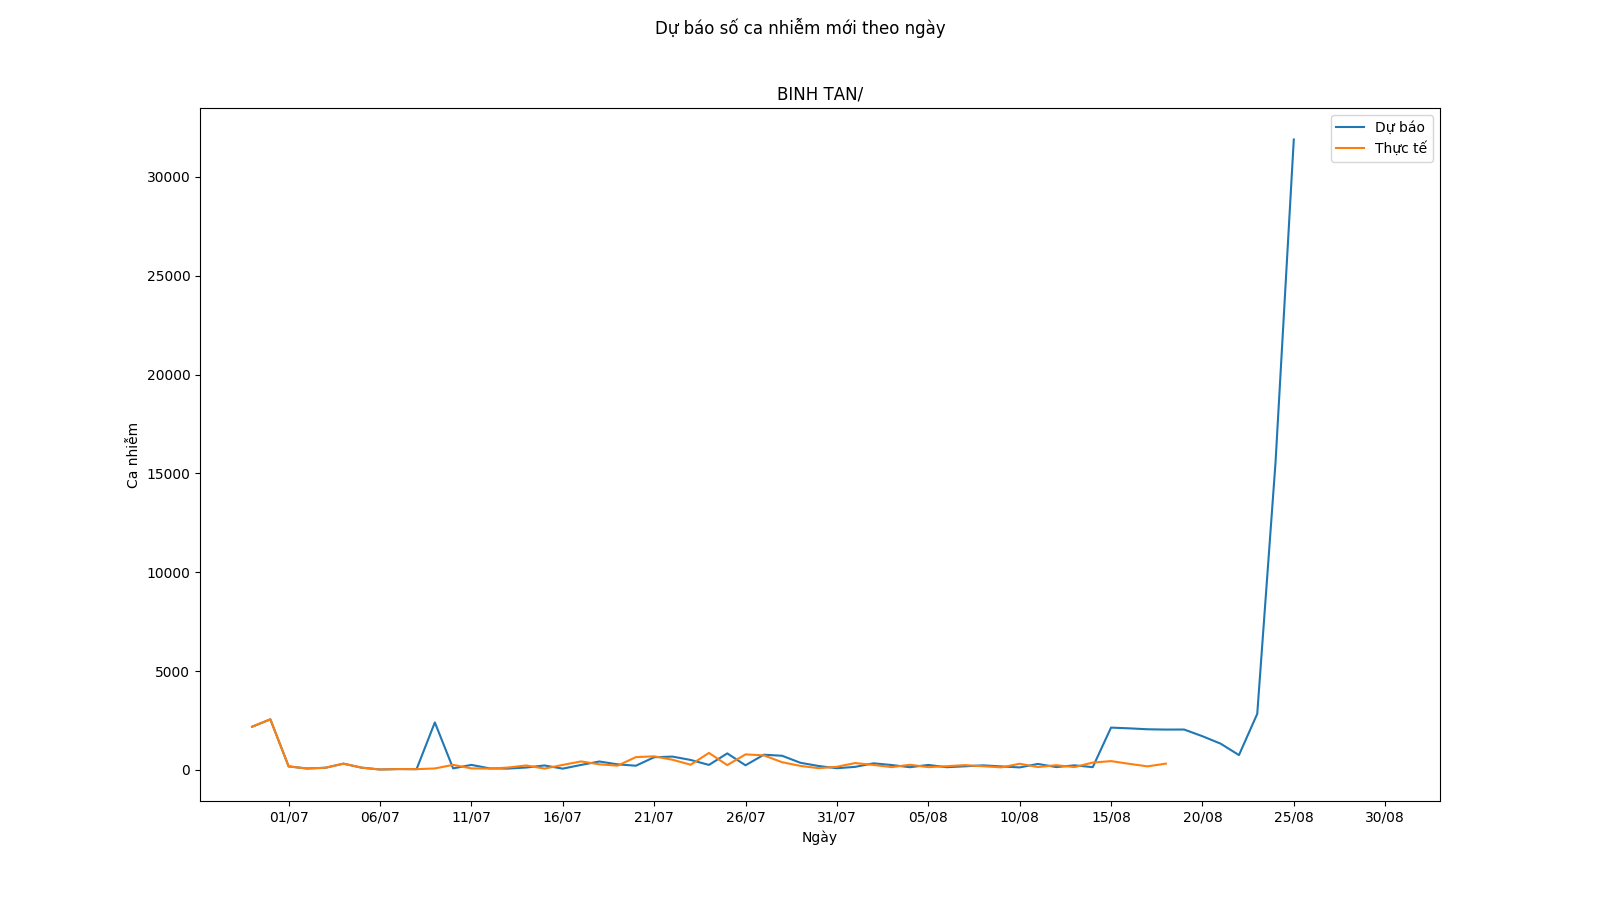 Dự báo số ca nhiễm mới theo ngày
BINH TAN/
Dự báo
Thực tế
Ca nhiễm
30000
25000
20000
15000
10000
5000
0
01/07 06/07 11/07 16/07 21/07 26/07 31/07 05/08 10/08 15/08 20/08 25/08 30/08
Ngày